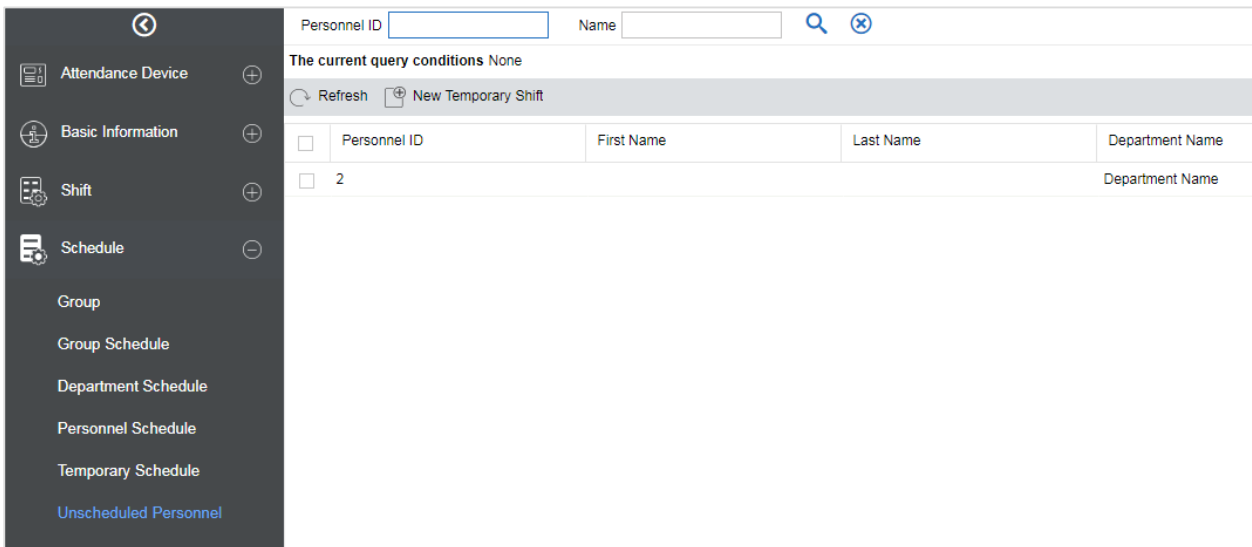 Personnel ID Name
The current query conditions None
Refresh New Temporary Shift
Personnel ID First Name Last Name Department Name
2 Department Name
Attendance Device
Basic Information
Shift
Schedule
Group
Group Schedule
Department Schedule
Personnel Schedule
Temporary Schedule
Unscheduled Personnel